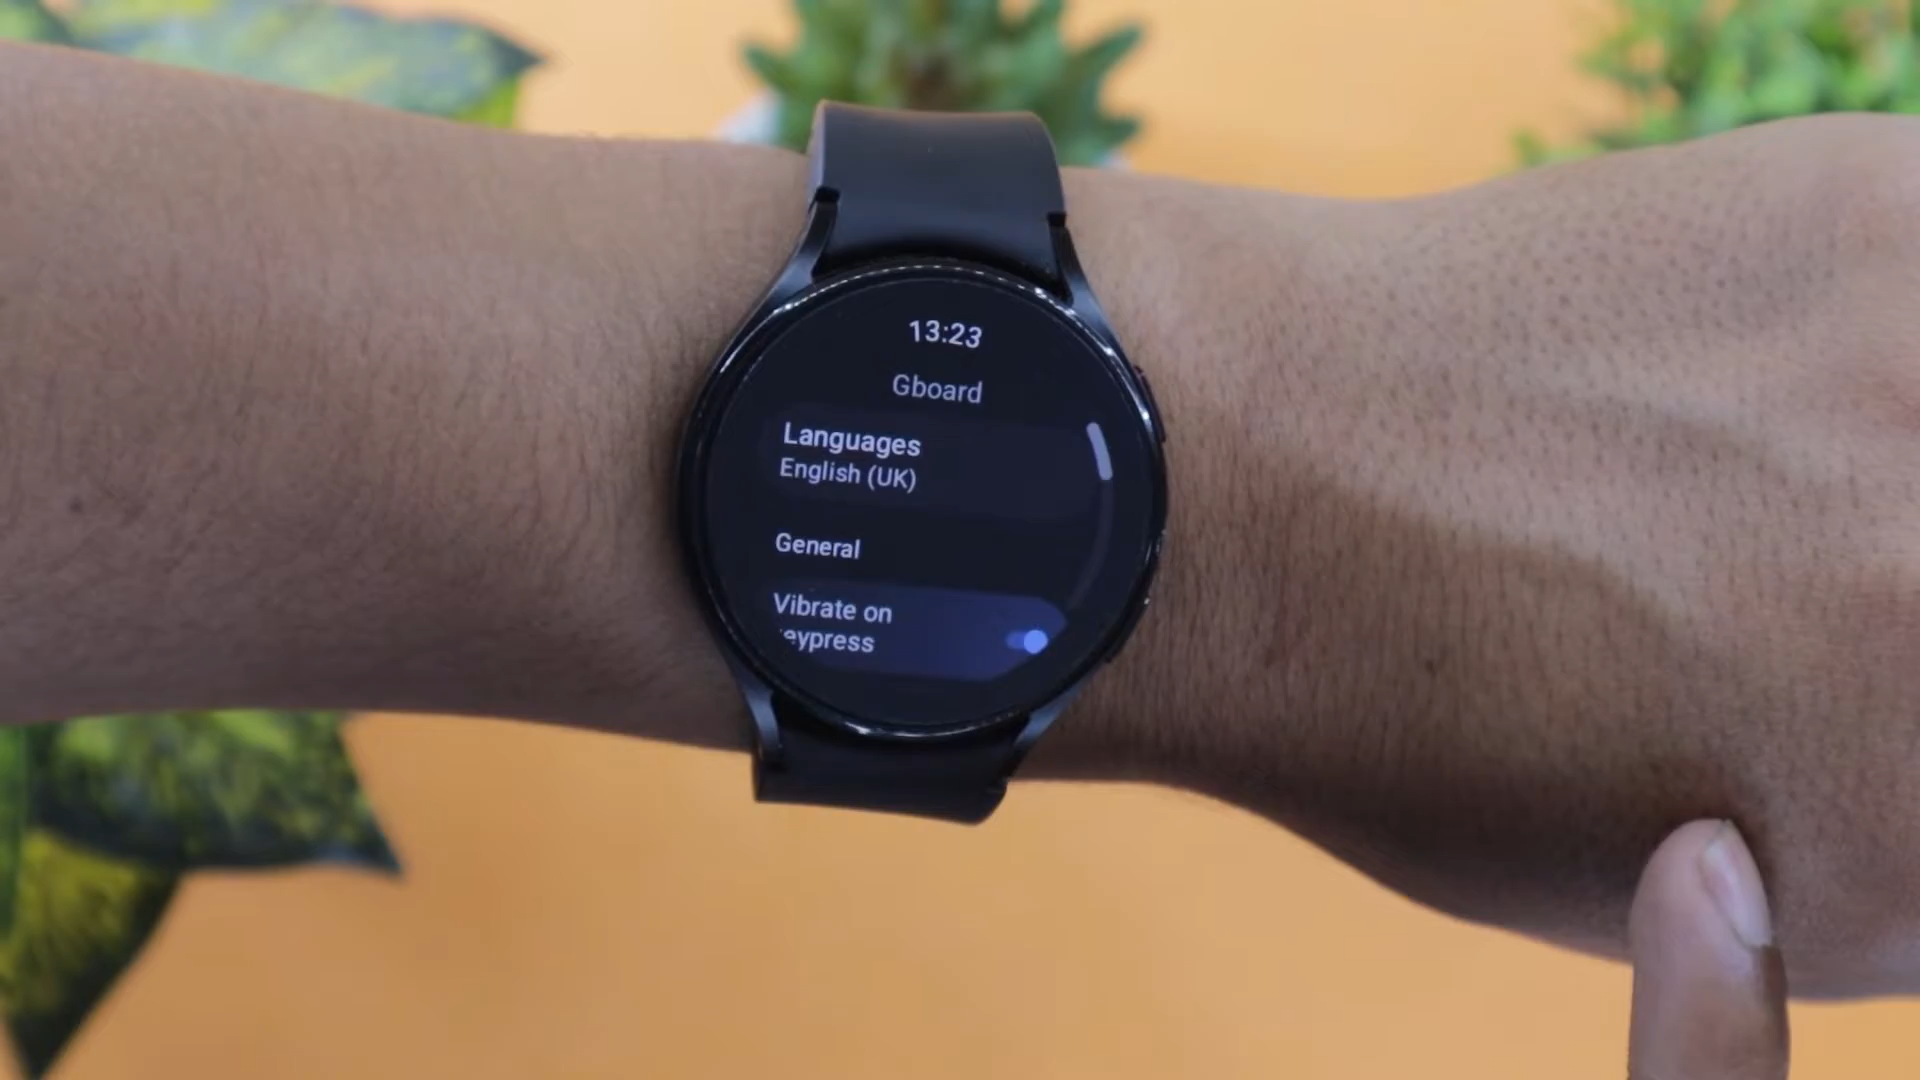 13:23
Gboard
Languages
English (UK)
General
Vibrate on
eypress